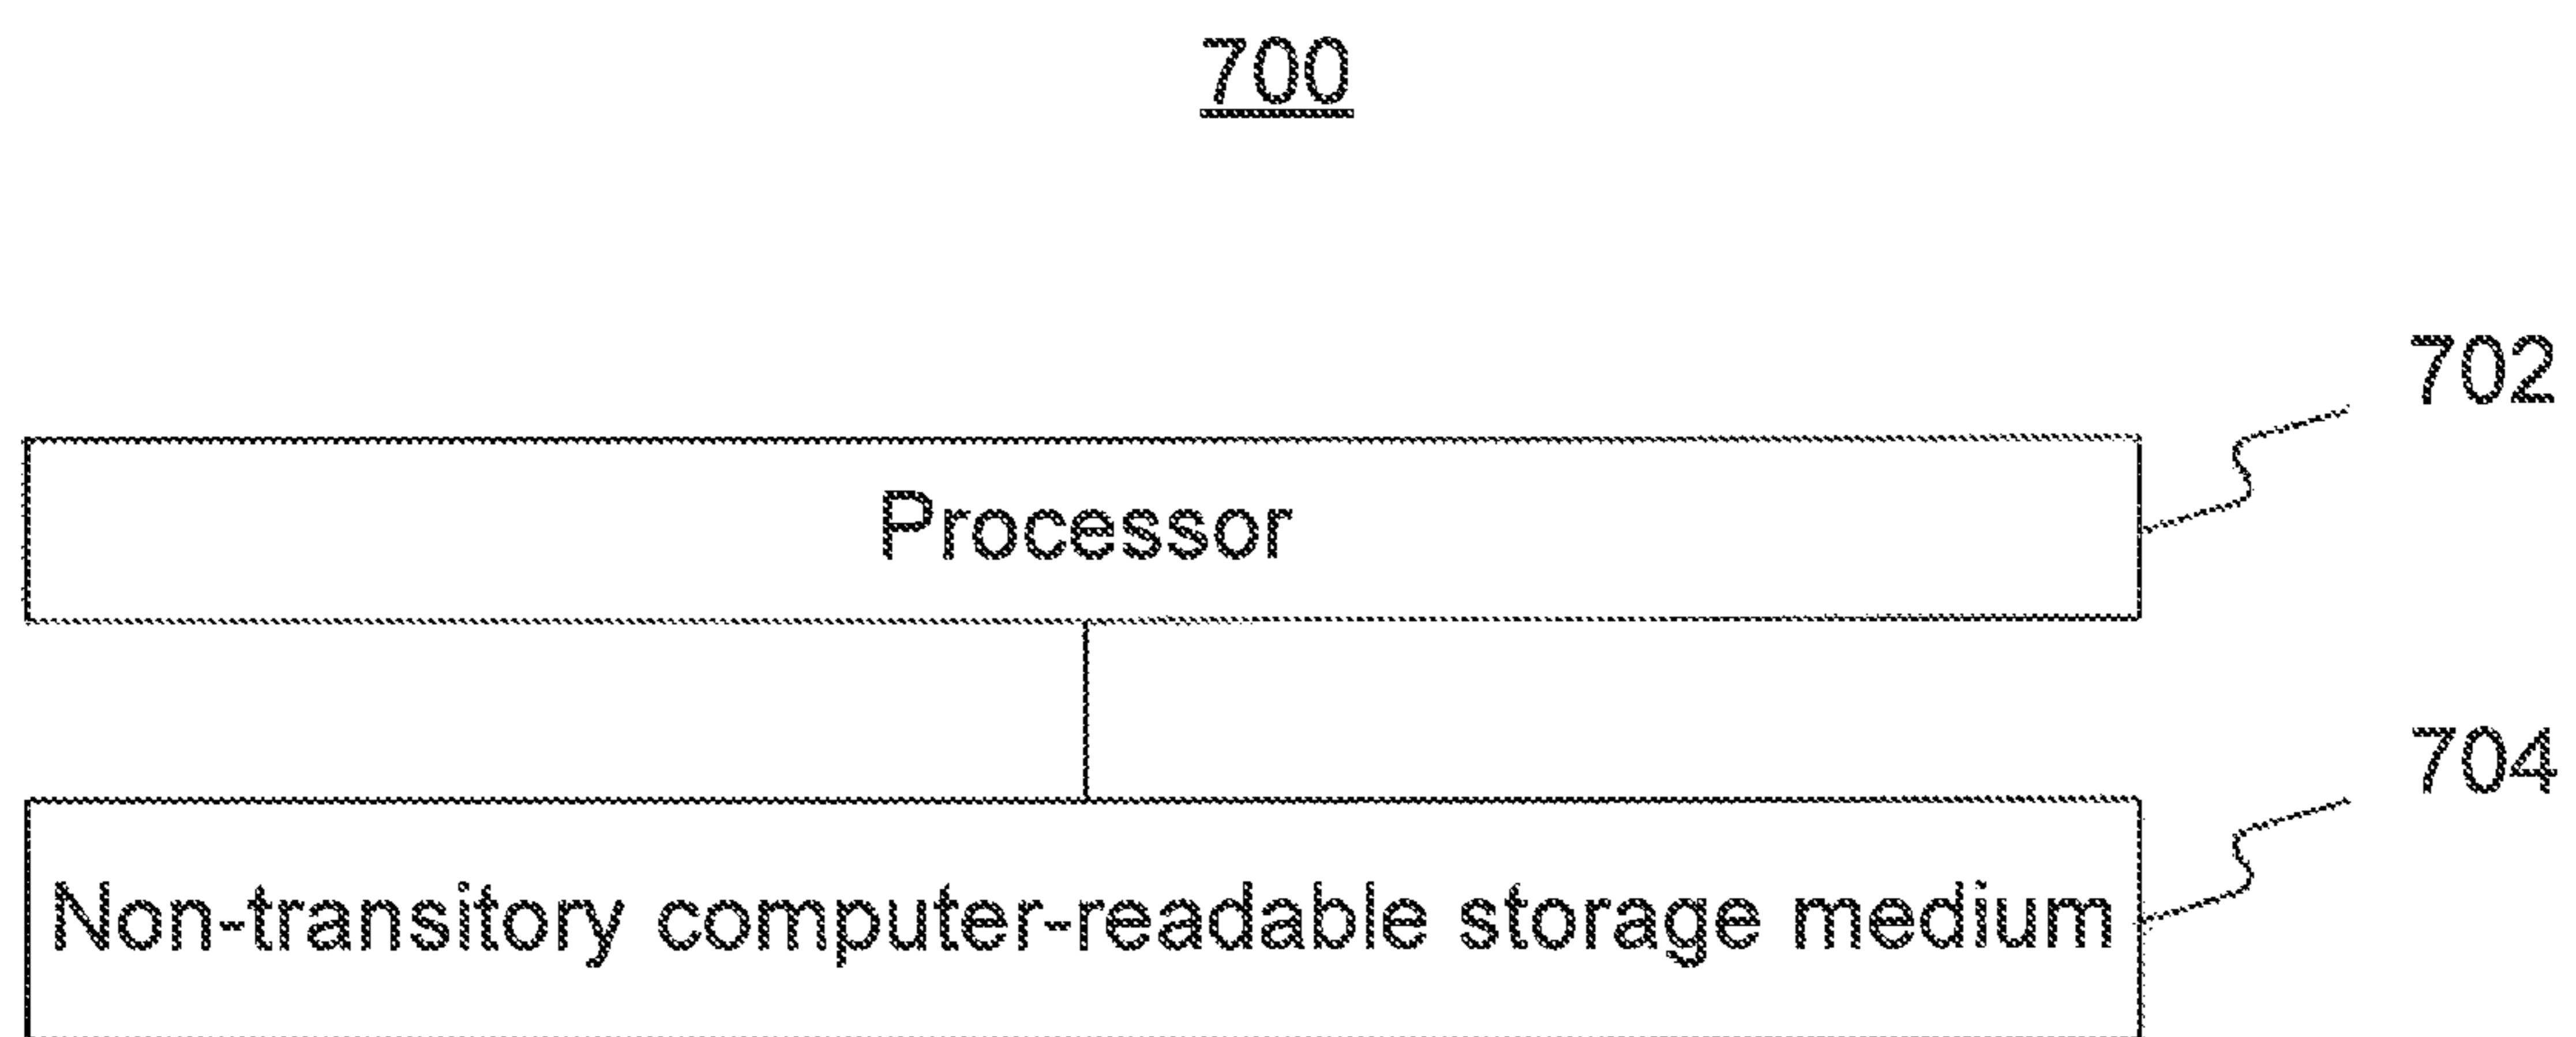 700
702
Processor
704
Non-transitory computer-readable storage medium